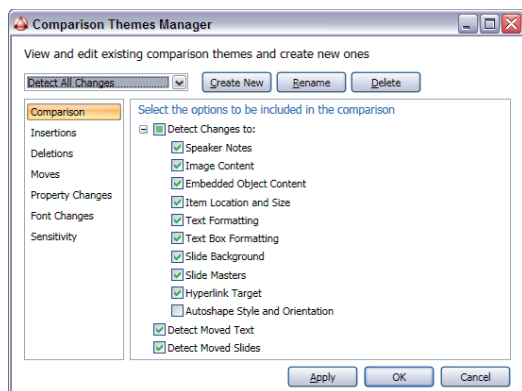 Comparison Themes Manager
View and edit existing comparison themes and create new ones
Detect All Changes
Create New
Rename
Delete
Comparison
Insertions
Deletions
Moves
Property Changes
Font Changes
Sensitivity
Select the options to be included in the comparison
Detect Changes to:
Speaker Notes
Image Content
Embedded Object Content
Item Location and Size
Text Formatting
Text Box Formatting
Slide Background
Slide Masters
Hyperlink Target
Autoshape Style and Orientation
Detect Moved Text
Detect Moved Slides
Apply
OK
Cancel